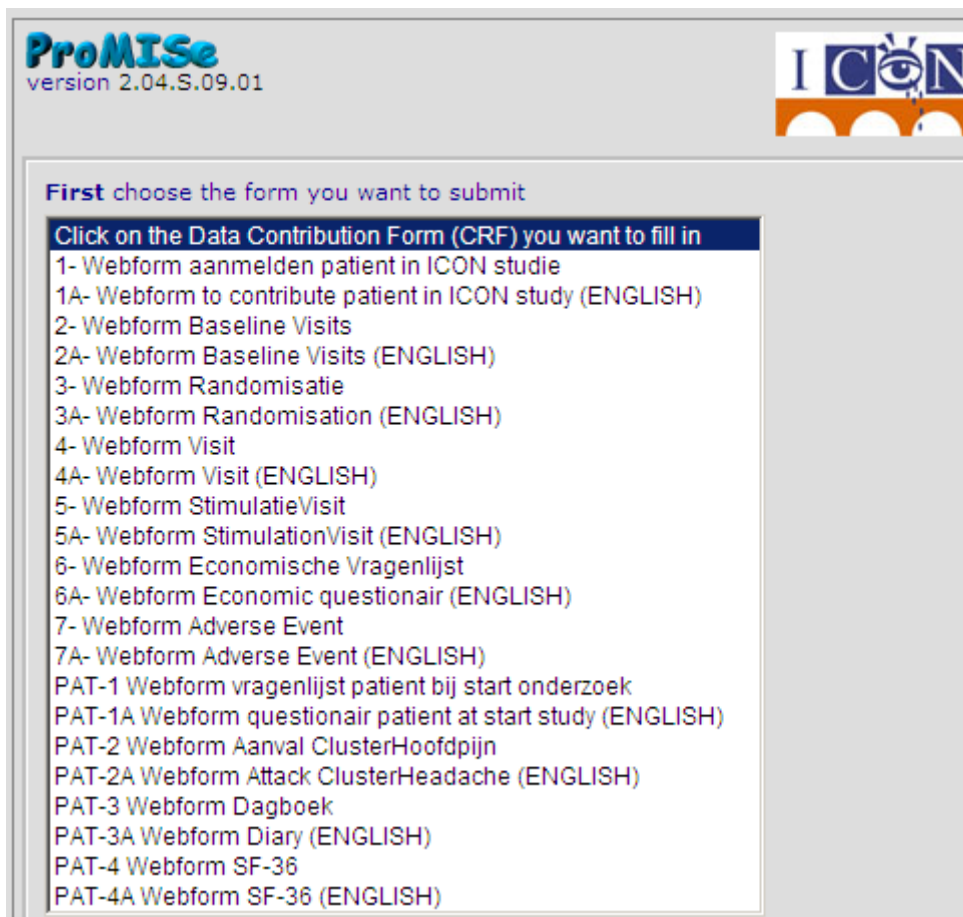 ProMISe
version 2.04.S.09.01
ICON
First choose the form you want to submit
Click on the Data Contribution Form (CRF) you want to fill in
1- Webform aanmelden patient in ICON studie
1A- Webform to contribute patient in ICON study (ENGLISH)
2- Webform Baseline Visits
2A- Webform Baseline Visits (ENGLISH)
3- Webform Randomisatie
3A- Webform Randomisation (ENGLISH)
4- Webform Visit
4A- Webform Visit (ENGLISH)
5- Webform StimulatieVisit
5A- Webform StimulationVisit (ENGLISH)
6- Webform Economische Vragenlijst
6A- Webform Economic questionair (ENGLISH)
7- Webform Adverse Event
7A- Webform Adverse Event (ENGLISH)
PAT-1 Webform vragenlijst patient bij start onderzoek
PAT-1A Webform questionair patient at start study (ENGLISH)
PAT-2 Webform Aanval ClusterHoofdpijn
PAT-2A Webform Attack ClusterHeadache (ENGLISH)
PAT-3 Webform Dagboek
PAT-3A Webform Diary (ENGLISH)
PAT-4 Webform SF-36
PAT-4A Webform SF-36 (ENGLISH)